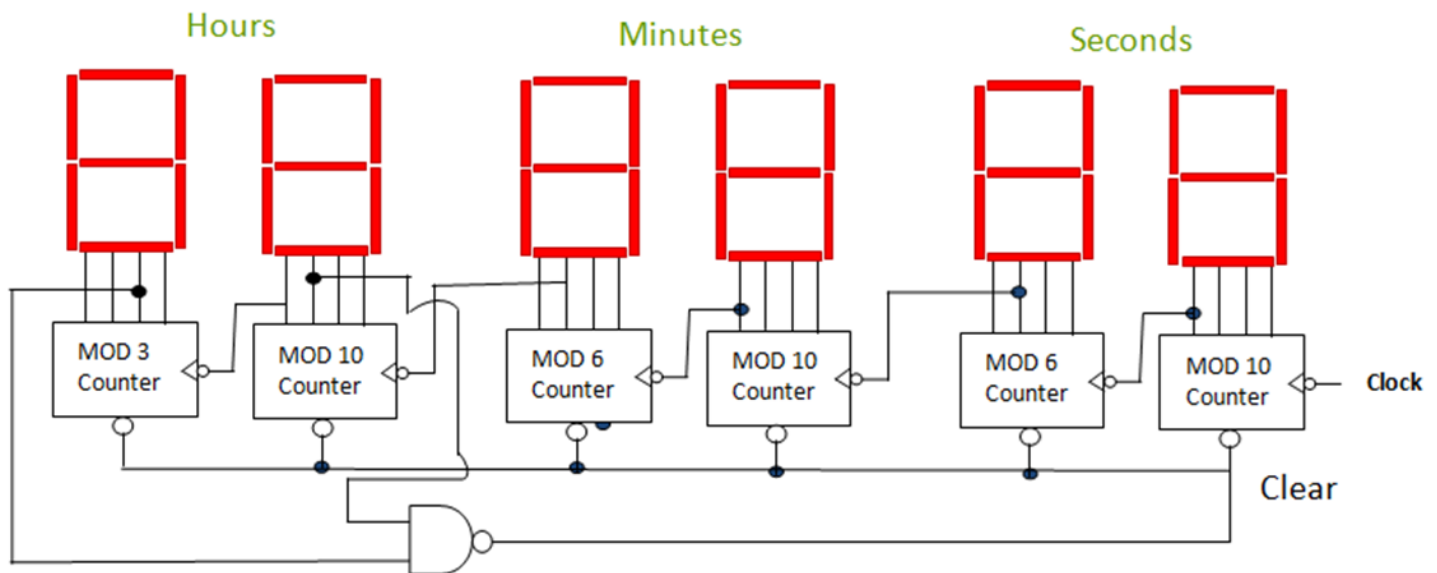 Hours
Minutes
Seconds
MOD 3
Counter
MOD 10
Counter
MOD 6
Counter
MOD 10
Counter
MOD 6
Counter
MOD 10
Counter
Clock
Clear